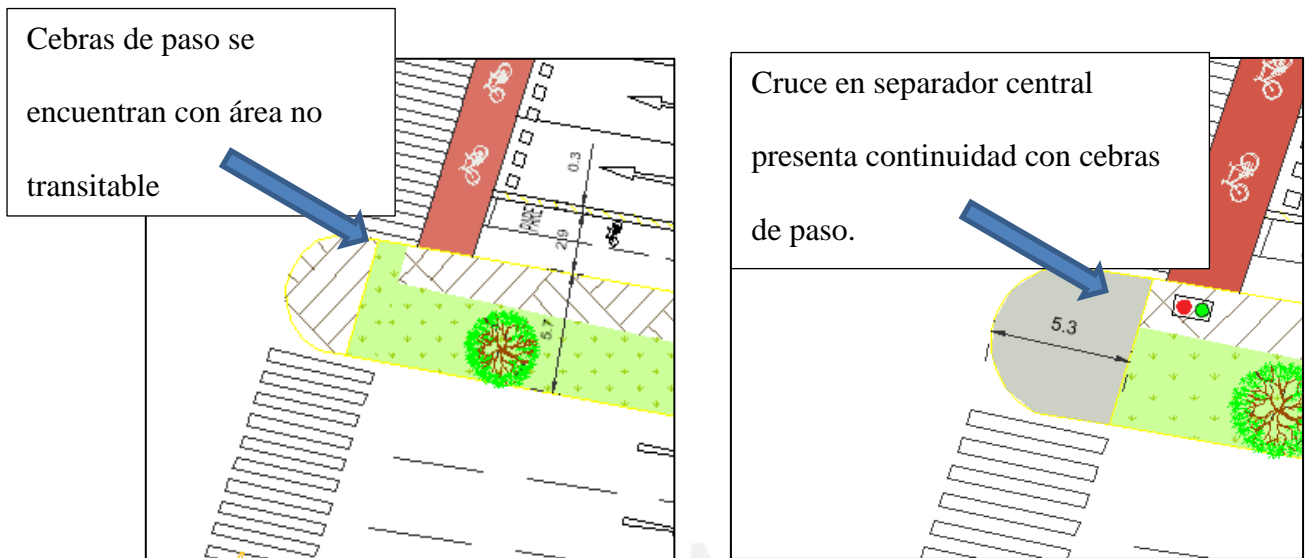 Cebras de paso se
encuentran con área no
transitable
PARE
0.3
2.9
5.7
Cruce en separador central
presenta continuidad con cebras
de paso.
5.3